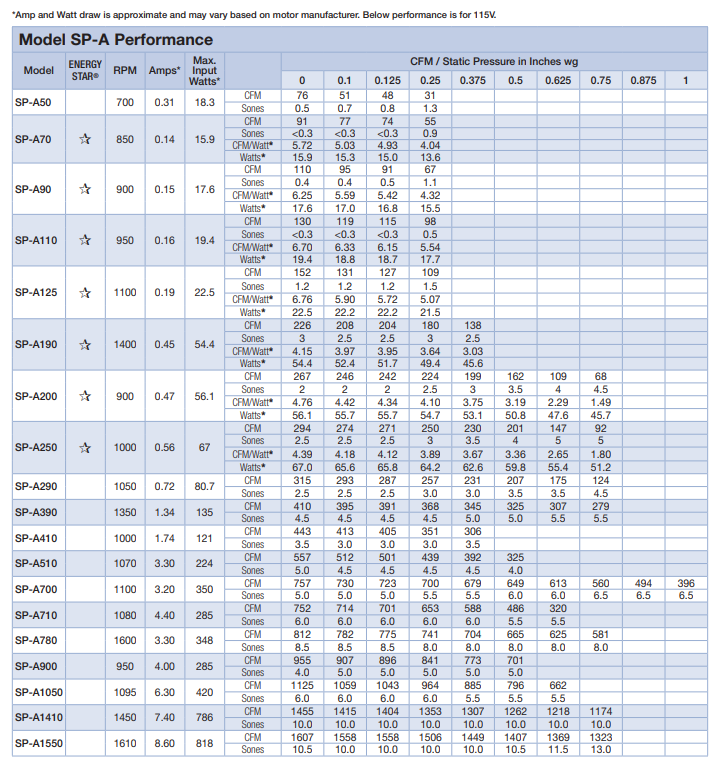 *Amp and Watt draw is approximate and may vary based on motor manufacturer. Below performance is for 115V.
Model SP-A Performance
Model ENERGY STAR® RPM Amps* Max. Input Watts* CFM / Static Pressure in Inches wg
0 0.1 0.125 0.25 0.375 0.5 0.625 0.75 0.875 1
SP-A50 700 0.31 18.3 CFM 76 51 48 31
Sones 0.5 0.7 0.8 1.3
SP-A70 850 0.14 15.9 CFM 91 77 74 55
Sones <0.3 <0.3 <0.3 0.9
CFM/Watt* 5.72 5.03 4.93 4.04
Watts* 15.9 15.3 15.0 13.6
SP-A90 900 0.15 17.6 CFM 110 95 91 67
Sones 0.4 0.4 0.5 1.1
CFM/Watt* 6.25 5.59 5.42 4.32
Watts* 17.6 17.0 16.8 15.5
SP-A110 950 0.16 19.4 CFM 130 119 115 98
Sones <0.3 <0.3 <0.3 0.5
CFM/Watt* 6.70 6.33 6.15 5.54
Watts* 19.4 18.8 18.7 17.7
SP-A125 1100 0.19 22.5 CFM 152 131 127 109
Sones 1.2 1.2 1.2 1.5
CFM/Watt* 6.76 5.90 5.72 5.07
Watts* 22.5 22.2 22.2 21.5
SP-A190 1400 0.45 54.4 CFM 226 208 204 180 138
Sones 3 2.5 2.5 3 2.5
CFM/Watt* 4.15 3.97 3.95 3.64 3.03
Watts* 54.4 52.4 51.7 49.4 45.6
SP-A200 900 0.47 56.1 CFM 267 246 242 224 199 162 109 68
Sones 2 2 2 2.5 3 3.5 4 4.5
CFM/Watt* 4.76 4.42 4.34 4.10 3.75 3.19 2.29 1.49
Watts* 56.1 55.7 55.7 54.7 53.1 50.8 47.6 45.7
SP-A250 1000 0.56 67 CFM 294 274 271 250 230 201 147 92
Sones 2.5 2.5 2.5 3 3.5 4 5 5
CFM/Watt* 4.39 4.18 4.12 3.89 3.67 3.36 2.65 1.80
Watts* 67.0 65.6 65.8 64.2 62.6 59.8 55.4 51.2
SP-A290 1050 0.72 80.7 CFM 315 293 287 257 231 207 175 124
Sones 2.5 2.5 2.5 3.0 3.0 3.5 3.5 4.5
SP-A390 1350 1.34 135 CFM 410 395 391 368 345 325 307 279
Sones 4.5 4.5 4.5 4.5 5.0 5.0 5.5 5.5
SP-A410 1000 1.74 121 CFM 443 413 405 351 306
Sones 3.5 3.0 3.0 3.0 3.5
SP-A510 1070 3.30 224 CFM 557 512 501 439 392 325
Sones 5.0 4.5 4.5 4.5 4.5 4.0
SP-A700 1100 3.20 350 CFM 757 730 723 700 679 649 613 560 494 396
Sones 5.0 5.0 5.0 5.5 5.5 6.0 6.0 6.5 6.5 6.5
SP-A710 1080 4.40 285 CFM 752 714 701 653 588 486 320
Sones 6.0 6.0 6.0 6.0 6.0 5.5 5.5
SP-A780 1600 3.30 348 CFM 812 782 775 741 704 665 625 581
Sones 8.5 8.5 8.5 8.0 8.0 8.0 8.0 8.0
SP-A900 950 4.00 285 CFM 955 907 896 841 773 701
Sones 4.0 5.0 5.0 5.0 5.0 5.0
SP-A1050 1095 6.30 420 CFM 1125 1059 1043 964 885 796 662
Sones 6.0 6.0 6.0 6.0 5.5 5.5 5.5
SP-A1410 1450 7.40 786 CFM 1455 1415 1404 1353 1307 1262 1218 1174
Sones 10.0 10.0 10.0 10.0 10.0 10.0 10.0 10.0
SP-A1550 1610 8.60 818 CFM 1607 1558 1558 1506 1449 1407 1369 1323
Sones 10.5 10.0 10.0 10.0 10.0 10.5 11.5 13.0